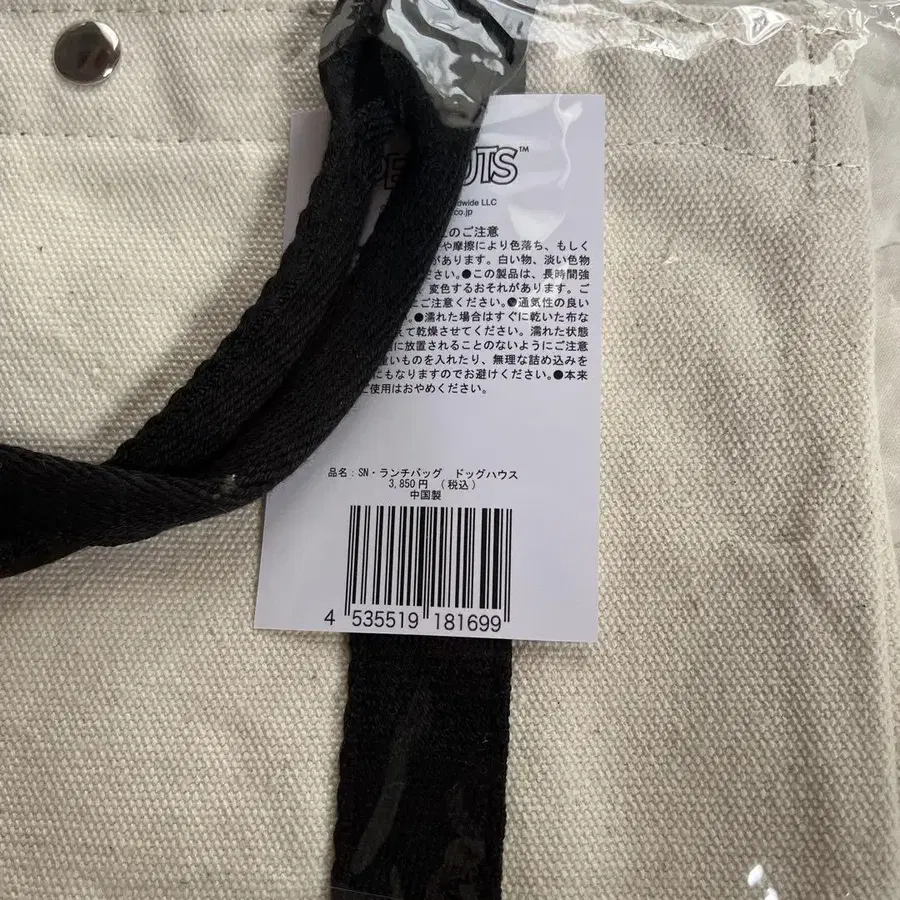 UTS™
dwide LLC
co.jp
のご注意
や摩擦により色落ち、もしく
があります。白い物、淡い色物
ださい。●この製品は、長時間強
、変色するおそれがあります。ご
ご注意ください。●通気性の良い
い。●濡れた場合はすぐに乾いた布な
えて乾燥させてください。濡れた状態
に放置されることのないようにご注意
いものを入れたり、無理な詰め込みを
にもなりますのでお避けください。●本来
ご使用はおやめください。
品名：SN・ランチバッグ ドッグハウス
3,850円 （税込）
中国製
4 535519 181699